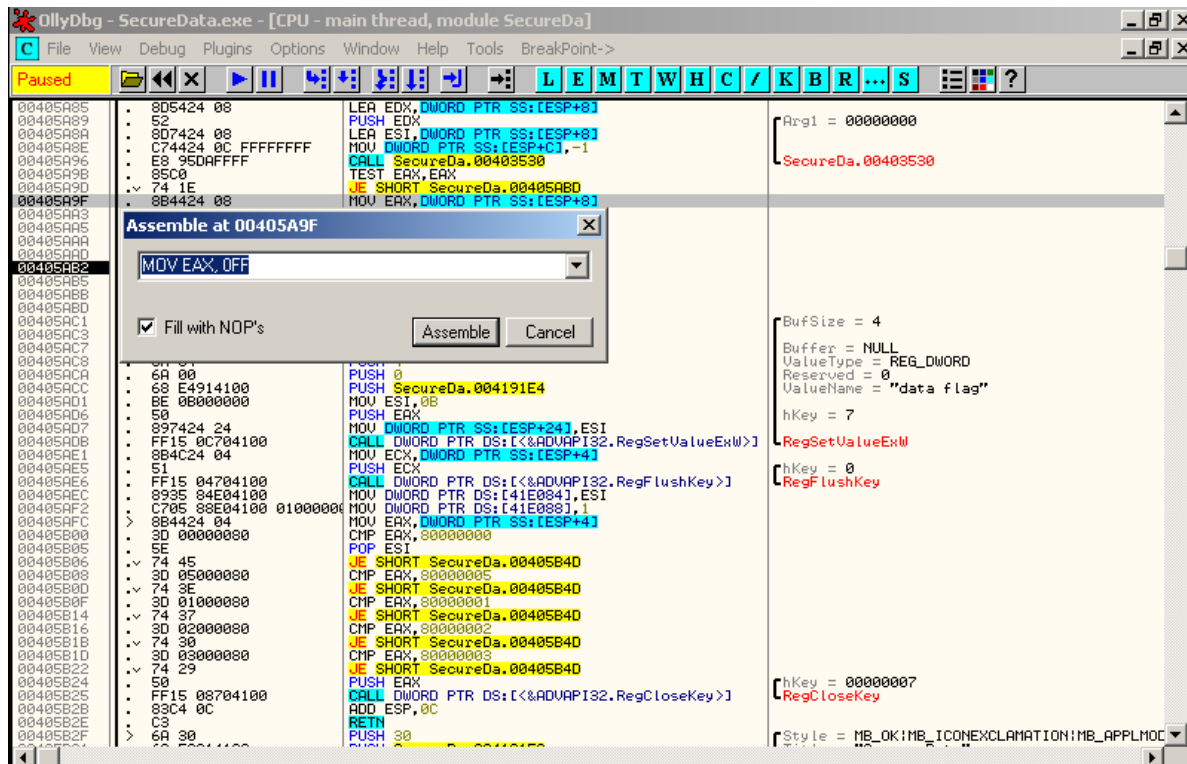 OllyDbg - SecureData.exe - [CPU - main thread, module SecureDa]
C File View Debug Plugins Options Window Help Tools BreakPoint->
Paused L E M T W H C / K B R ... S ?
00405A85 . 8D5424 08 LEA EDX,DWORD PTR SS:[ESP+8]
00405A89 . 52 PUSH EDX Arg1 = 00000000
00405A8A . 8D7424 08 LEA ESI,DWORD PTR SS:[ESP+8]
00405A8E . C74424 0C FFFFFFFF MOV DWORD PTR SS:[ESP+C],-1
00405A96 . E8 95DAFFFF CALL SecureDa.00403530 SecureDa.00403530
00405A9B . 85C0 TEST EAX,EAX
00405A9D .v 74 1E JE SHORT SecureDa.00405ABD
00405A9F . 8B4424 08 MOV EAX,DWORD PTR SS:[ESP+8]
00405AA3
00405AA5
00405AAA
00405AAD
00405AB2
00405AB5
00405ABB
00405ABD
Assemble at 00405A9F
MOV EAX, 0FF
Fill with NOP's
Assemble Cancel
00405AC1 BufSize = 4
00405AC3
00405AC7 Buffer = NULL
00405AC8 ValueType = REG_DWORD
00405ACA . 6A 00 PUSH 0 Reserved = 0
00405ACC . 68 E4914100 PUSH SecureDa.004191E4 ValueName = "data flag"
00405AD1 . BE 0B000000 MOV ESI,0B
00405AD6 . 50 PUSH EAX hKey = 7
00405AD7 . 897424 24 MOV DWORD PTR SS:[ESP+24],ESI
00405ADB . FF15 0C704100 CALL DWORD PTR DS:[<&ADVAPI32.RegSetValueExW>] RegSetValueExW
00405AE1 . 8B4C24 04 MOV ECX,DWORD PTR SS:[ESP+4]
00405AE5 . 51 PUSH ECX hKey = 0
00405AE6 . FF15 04704100 CALL DWORD PTR DS:[<&ADVAPI32.RegFlushKey>] RegFlushKey
00405AEC . 8935 84E04100 MOV DWORD PTR DS:[41E084],ESI
00405AF2 . C705 88E04100 0100000 MOV DWORD PTR DS:[41E088],1
00405AFC > 8B4424 04 MOV EAX,DWORD PTR SS:[ESP+4]
00405B00 . 3D 00000080 CMP EAX,80000000
00405B05 . 5E POP ESI
00405B06 .v 74 45 JE SHORT SecureDa.00405B4D
00405B08 . 3D 05000080 CMP EAX,80000005
00405B0D .v 74 3E JE SHORT SecureDa.00405B4D
00405B0F . 3D 01000080 CMP EAX,80000001
00405B14 .v 74 37 JE SHORT SecureDa.00405B4D
00405B16 . 3D 02000080 CMP EAX,80000002
00405B1B .v 74 30 JE SHORT SecureDa.00405B4D
00405B1D . 3D 03000080 CMP EAX,80000003
00405B22 .v 74 29 JE SHORT SecureDa.00405B4D
00405B24 . 50 PUSH EAX hKey = 00000007
00405B25 . FF15 08704100 CALL DWORD PTR DS:[<&ADVAPI32.RegCloseKey>] RegCloseKey
00405B2B . 83C4 0C ADD ESP,0C
00405B2E . C3 RETN
00405B2F > 6A 30 PUSH 30 Style = MB_OK|MB_ICONEXCLAMATION|MB_APPLMOD